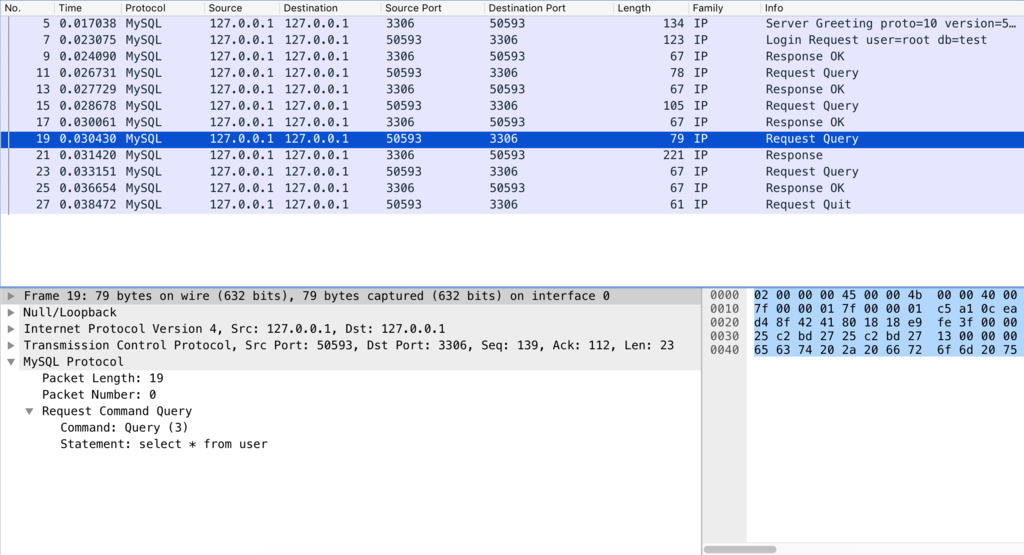 No. Time Protocol Source Destination Source Port Destination Port Length Family Info
5 0.017038 MySQL 127.0.0.1 127.0.0.1 3306 50593 134 IP Server Greeting proto=10 version=5…
7 0.023075 MySQL 127.0.0.1 127.0.0.1 50593 3306 123 IP Login Request user=root db=test
9 0.024090 MySQL 127.0.0.1 127.0.0.1 3306 50593 67 IP Response OK
11 0.026731 MySQL 127.0.0.1 127.0.0.1 50593 3306 78 IP Request Query
13 0.027729 MySQL 127.0.0.1 127.0.0.1 3306 50593 67 IP Response OK
15 0.028678 MySQL 127.0.0.1 127.0.0.1 50593 3306 105 IP Request Query
17 0.030061 MySQL 127.0.0.1 127.0.0.1 3306 50593 67 IP Response OK
19 0.030430 MySQL 127.0.0.1 127.0.0.1 50593 3306 79 IP Request Query
21 0.031420 MySQL 127.0.0.1 127.0.0.1 3306 50593 221 IP Response
23 0.033151 MySQL 127.0.0.1 127.0.0.1 50593 3306 67 IP Request Query
25 0.036654 MySQL 127.0.0.1 127.0.0.1 3306 50593 67 IP Response OK
27 0.038472 MySQL 127.0.0.1 127.0.0.1 50593 3306 61 IP Request Quit
Frame 19: 79 bytes on wire (632 bits), 79 bytes captured (632 bits) on interface 0
Null/Loopback
Internet Protocol Version 4, Src: 127.0.0.1, Dst: 127.0.0.1
Transmission Control Protocol, Src Port: 50593, Dst Port: 3306, Seq: 139, Ack: 112, Len: 23
MySQL Protocol
Packet Length: 19
Packet Number: 0
Request Command Query
Command: Query (3)
Statement: select * from user
0000 02 00 00 00 45 00 00 4b 00 00 40 00
0010 7f 00 00 01 7f 00 00 01 c5 a1 0c ea
0020 d4 8f 42 41 80 18 18 e9 fe 3f 00 00
0030 25 c2 bd 27 25 c2 bd 27 13 00 00 00
0040 65 63 74 20 2a 20 66 72 6f 6d 20 75